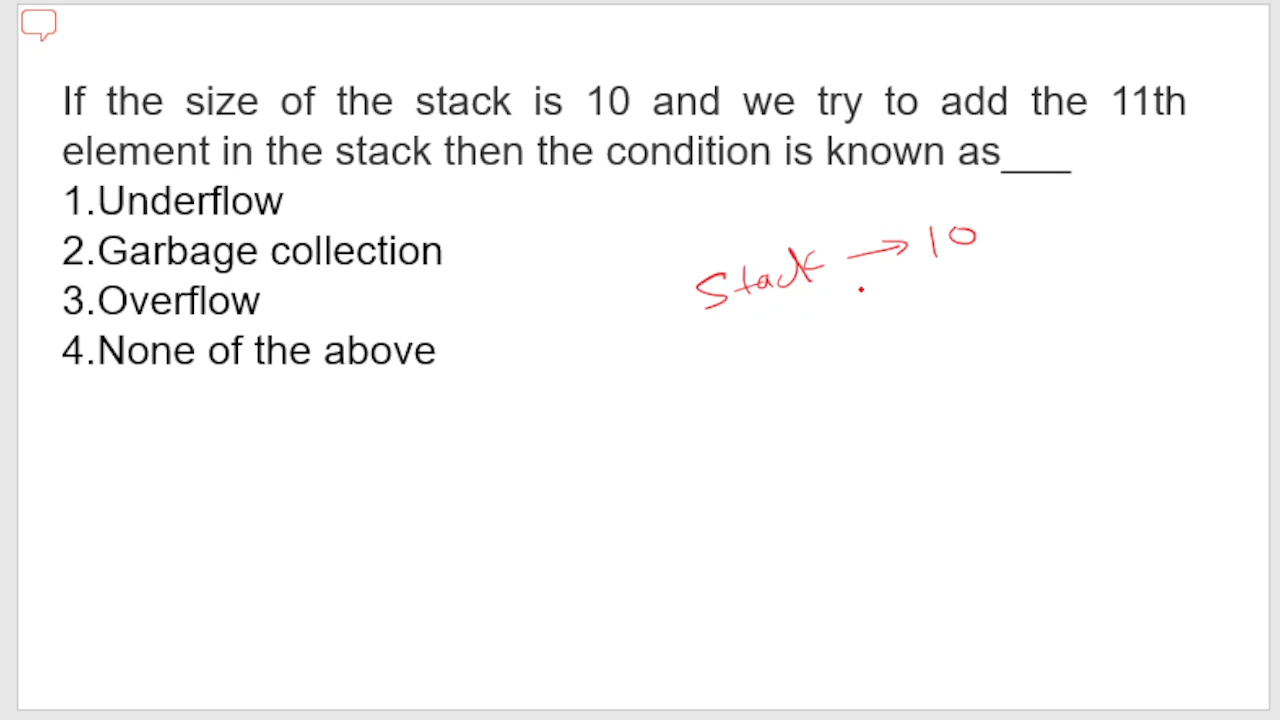 If the size of the stack is 10 and we try to add the 11th
element in the stack then the condition is known as___
1.Underflow
2.Garbage collection
3.Overflow
4.None of the above
Stack → 10